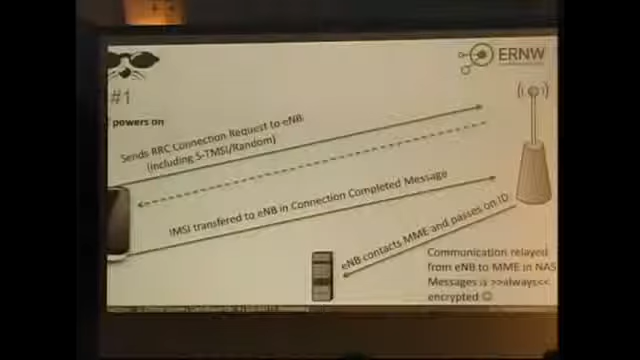 ERNW
#1
powers on
Sends RRC Connection Request to eNB
(including S-TMSI/Random)
IMSI transfered to eNB in Connection Completed Message
eNB contacts MME and passes on ID
Communication relayed
from eNB to MME in NAS
Messages is >>always<<
encrypted ☺